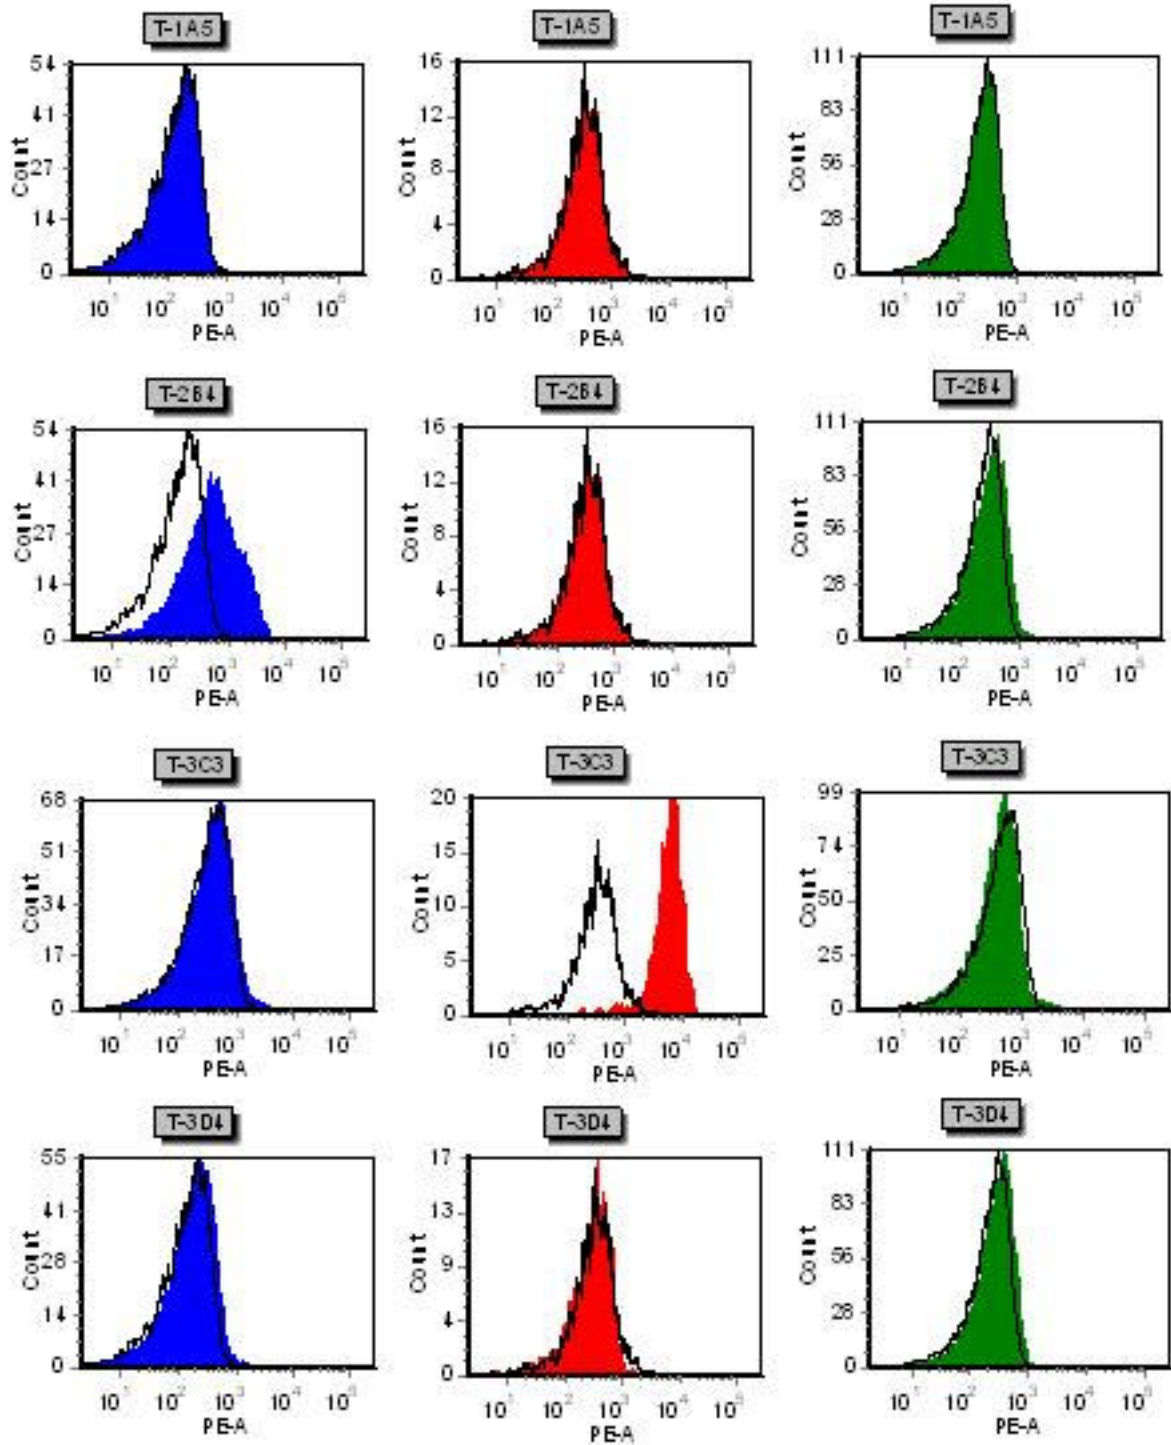 T-1A5
54
41
27
14
0
Count
10¹ 10² 10³ 10⁴ 10⁵
PE-A
T-1A5
16
12
8
4
0
Count
10¹ 10² 10³ 10⁴ 10⁵
PE-A
T-1A5
111
83
56
28
0
Count
10¹ 10² 10³ 10⁴ 10⁵
PE-A
T-2B4
54
41
27
14
0
Count
10¹ 10² 10³ 10⁴ 10⁵
PE-A
T-2B4
16
12
8
4
0
Count
10¹ 10² 10³ 10⁴ 10⁵
PE-A
T-2B4
111
83
56
28
0
Count
10¹ 10² 10³ 10⁴ 10⁵
PE-A
T-3C3
68
51
34
17
0
Count
10¹ 10² 10³ 10⁴ 10⁵
PE-A
T-3C3
20
15
10
5
0
Count
10¹ 10² 10³ 10⁴ 10⁵
PE-A
T-3C3
99
74
50
25
0
Count
10¹ 10² 10³ 10⁴ 10⁵
PE-A
T-3D4
55
41
28
14
0
Count
10¹ 10² 10³ 10⁴ 10⁵
PE-A
T-3D4
17
13
9
4
0
Count
10¹ 10² 10³ 10⁴ 10⁵
PE-A
T-3D4
111
83
56
28
0
Count
10¹ 10² 10³ 10⁴ 10⁵
PE-A